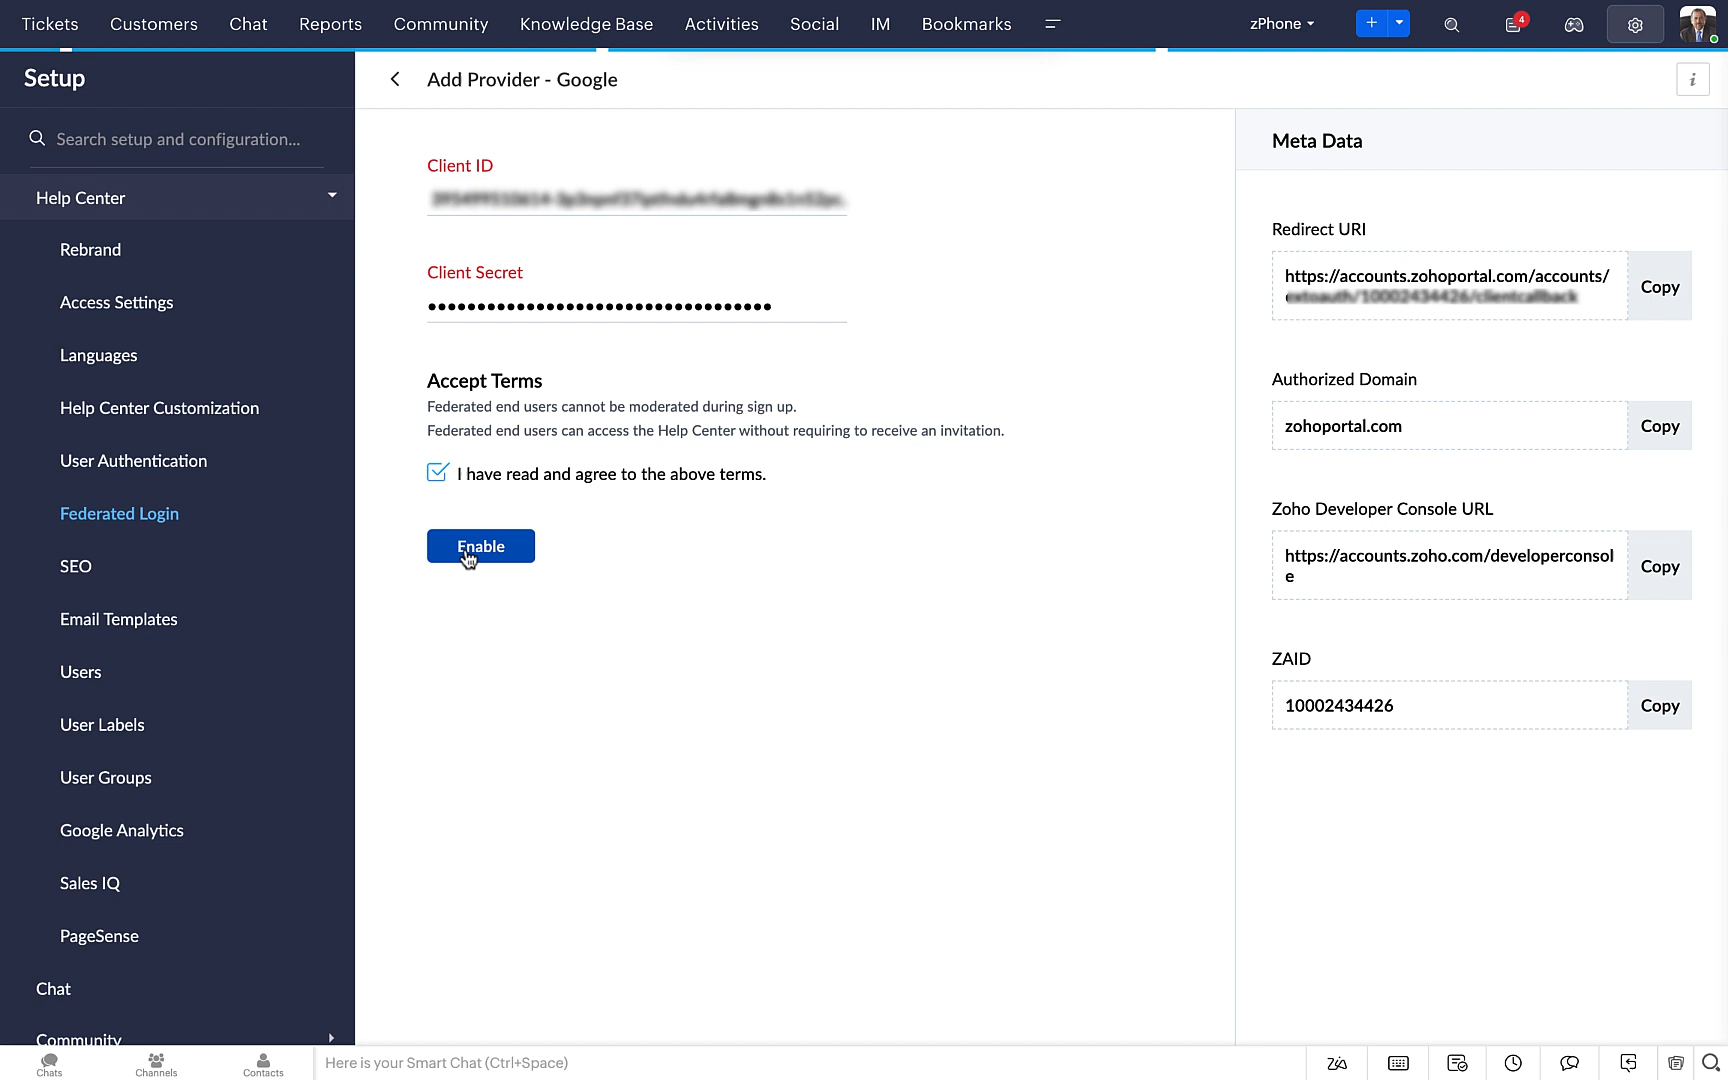 Tickets Customers Chat Reports Community Knowledge Base Activities Social IM Bookmarks zPhone 4
Setup
Search setup and configuration...
Help Center
Rebrand
Access Settings
Languages
Help Center Customization
User Authentication
Federated Login
SEO
Email Templates
Users
User Labels
User Groups
Google Analytics
Sales IQ
PageSense
Chat
Community
Add Provider - Google
Client ID
Client Secret
Accept Terms
Federated end users cannot be moderated during sign up.
Federated end users can access the Help Center without requiring to receive an invitation.
I have read and agree to the above terms.
Enable
Meta Data
Redirect URI
https://accounts.zohoportal.com/accounts/
Copy
Authorized Domain
zohoportal.com Copy
Zoho Developer Console URL
https://accounts.zoho.com/developerconsol
e
Copy
ZAID
10002434426 Copy
Chats Channels Contacts Here is your Smart Chat (Ctrl+Space)